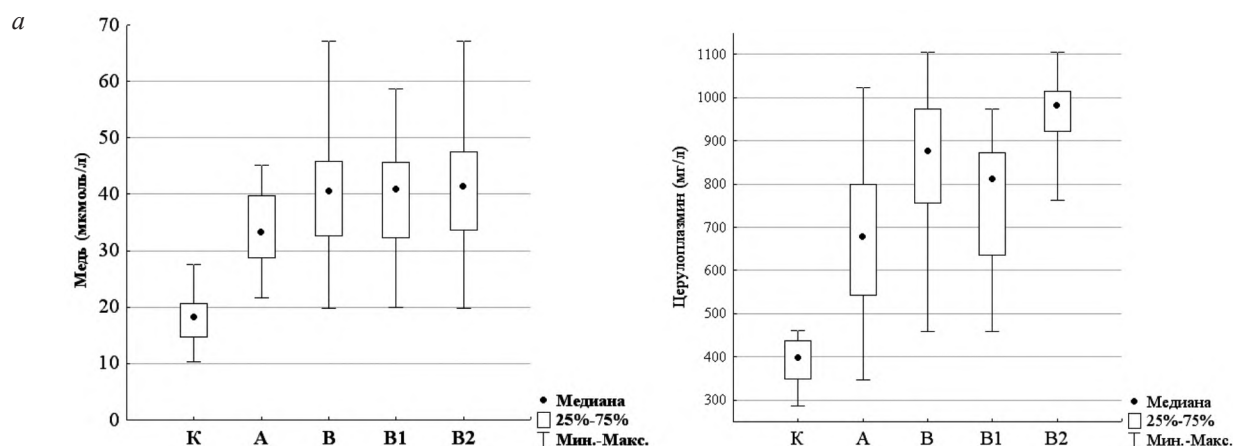 а
70
60
50
40
30
20
10
0
Медь (мкмоль/л)
К А В В1 В2
Медиана
25%-75%
Мин.-Макс.
1100
1000
900
800
700
600
500
400
300
Церулоплазмин (мг/л)
К А В В1 В2
Медиана
25%-75%
Мин.-Макс.